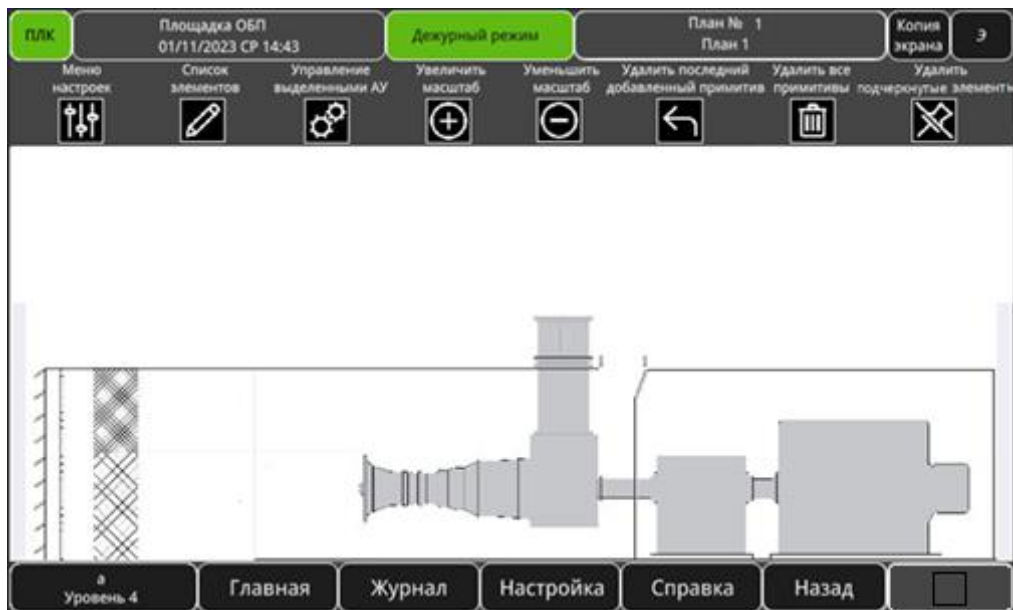 ПЛК
Площадка ОБП
01/11/2023 СР 14:43
Дежурный режим
План № 1
План 1
Копия
экрана
Э
Меню
настроек
Список
элементов
Управление
выделенными АУ
Увеличить
масштаб
Уменьшить
масштаб
Удалить последний
добавленный примитив
Удалить все
примитивы
Удалить
подчеркнутые элементы
а
Уровень 4
Главная
Журнал
Настройка
Справка
Назад